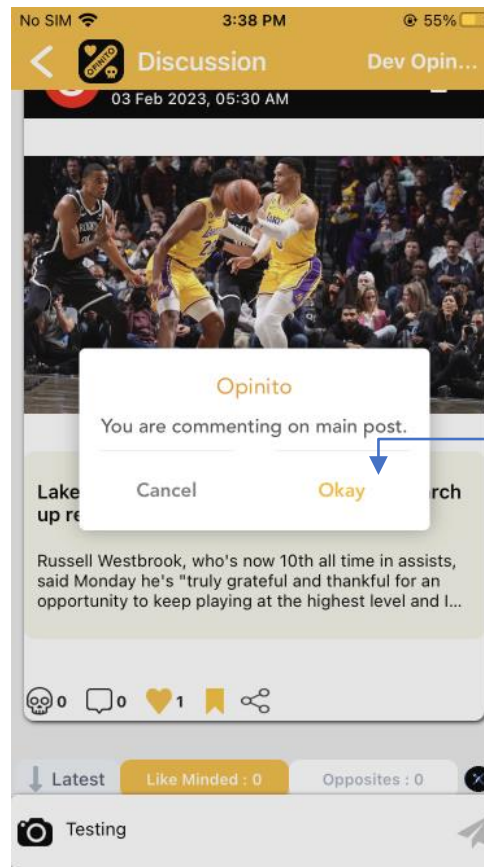 No SIM 3:38 PM 55%
OPINITO Discussion Dev Opin...
03 Feb 2023, 05:30 AM
Opinito
You are commenting on main post.
Cancel Okay
Lake rch
up re
Russell Westbrook, who's now 10th all time in assists,
said Monday he's "truly grateful and thankful for an
opportunity to keep playing at the highest level and I...
0 0 1
Latest Like Minded : 0 Opposites : 0
Testing